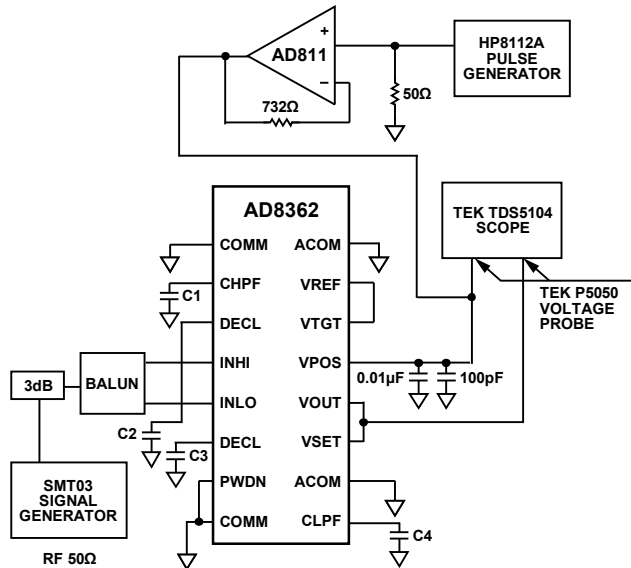 AD811
+
−
HP8112A
PULSE
GENERATOR
50Ω
732Ω
AD8362
COMM
CHPF
DECL
INHI
INLO
DECL
PWDN
COMM
ACOM
VREF
VTGT
VPOS
VOUT
VSET
ACOM
CLPF
TEK TDS5104
SCOPE
TEK P5050
VOLTAGE
PROBE
C1
0.01µF
100pF
3dB
BALUN
C2
C3
SMT03
SIGNAL
GENERATOR
C4
RF 50Ω